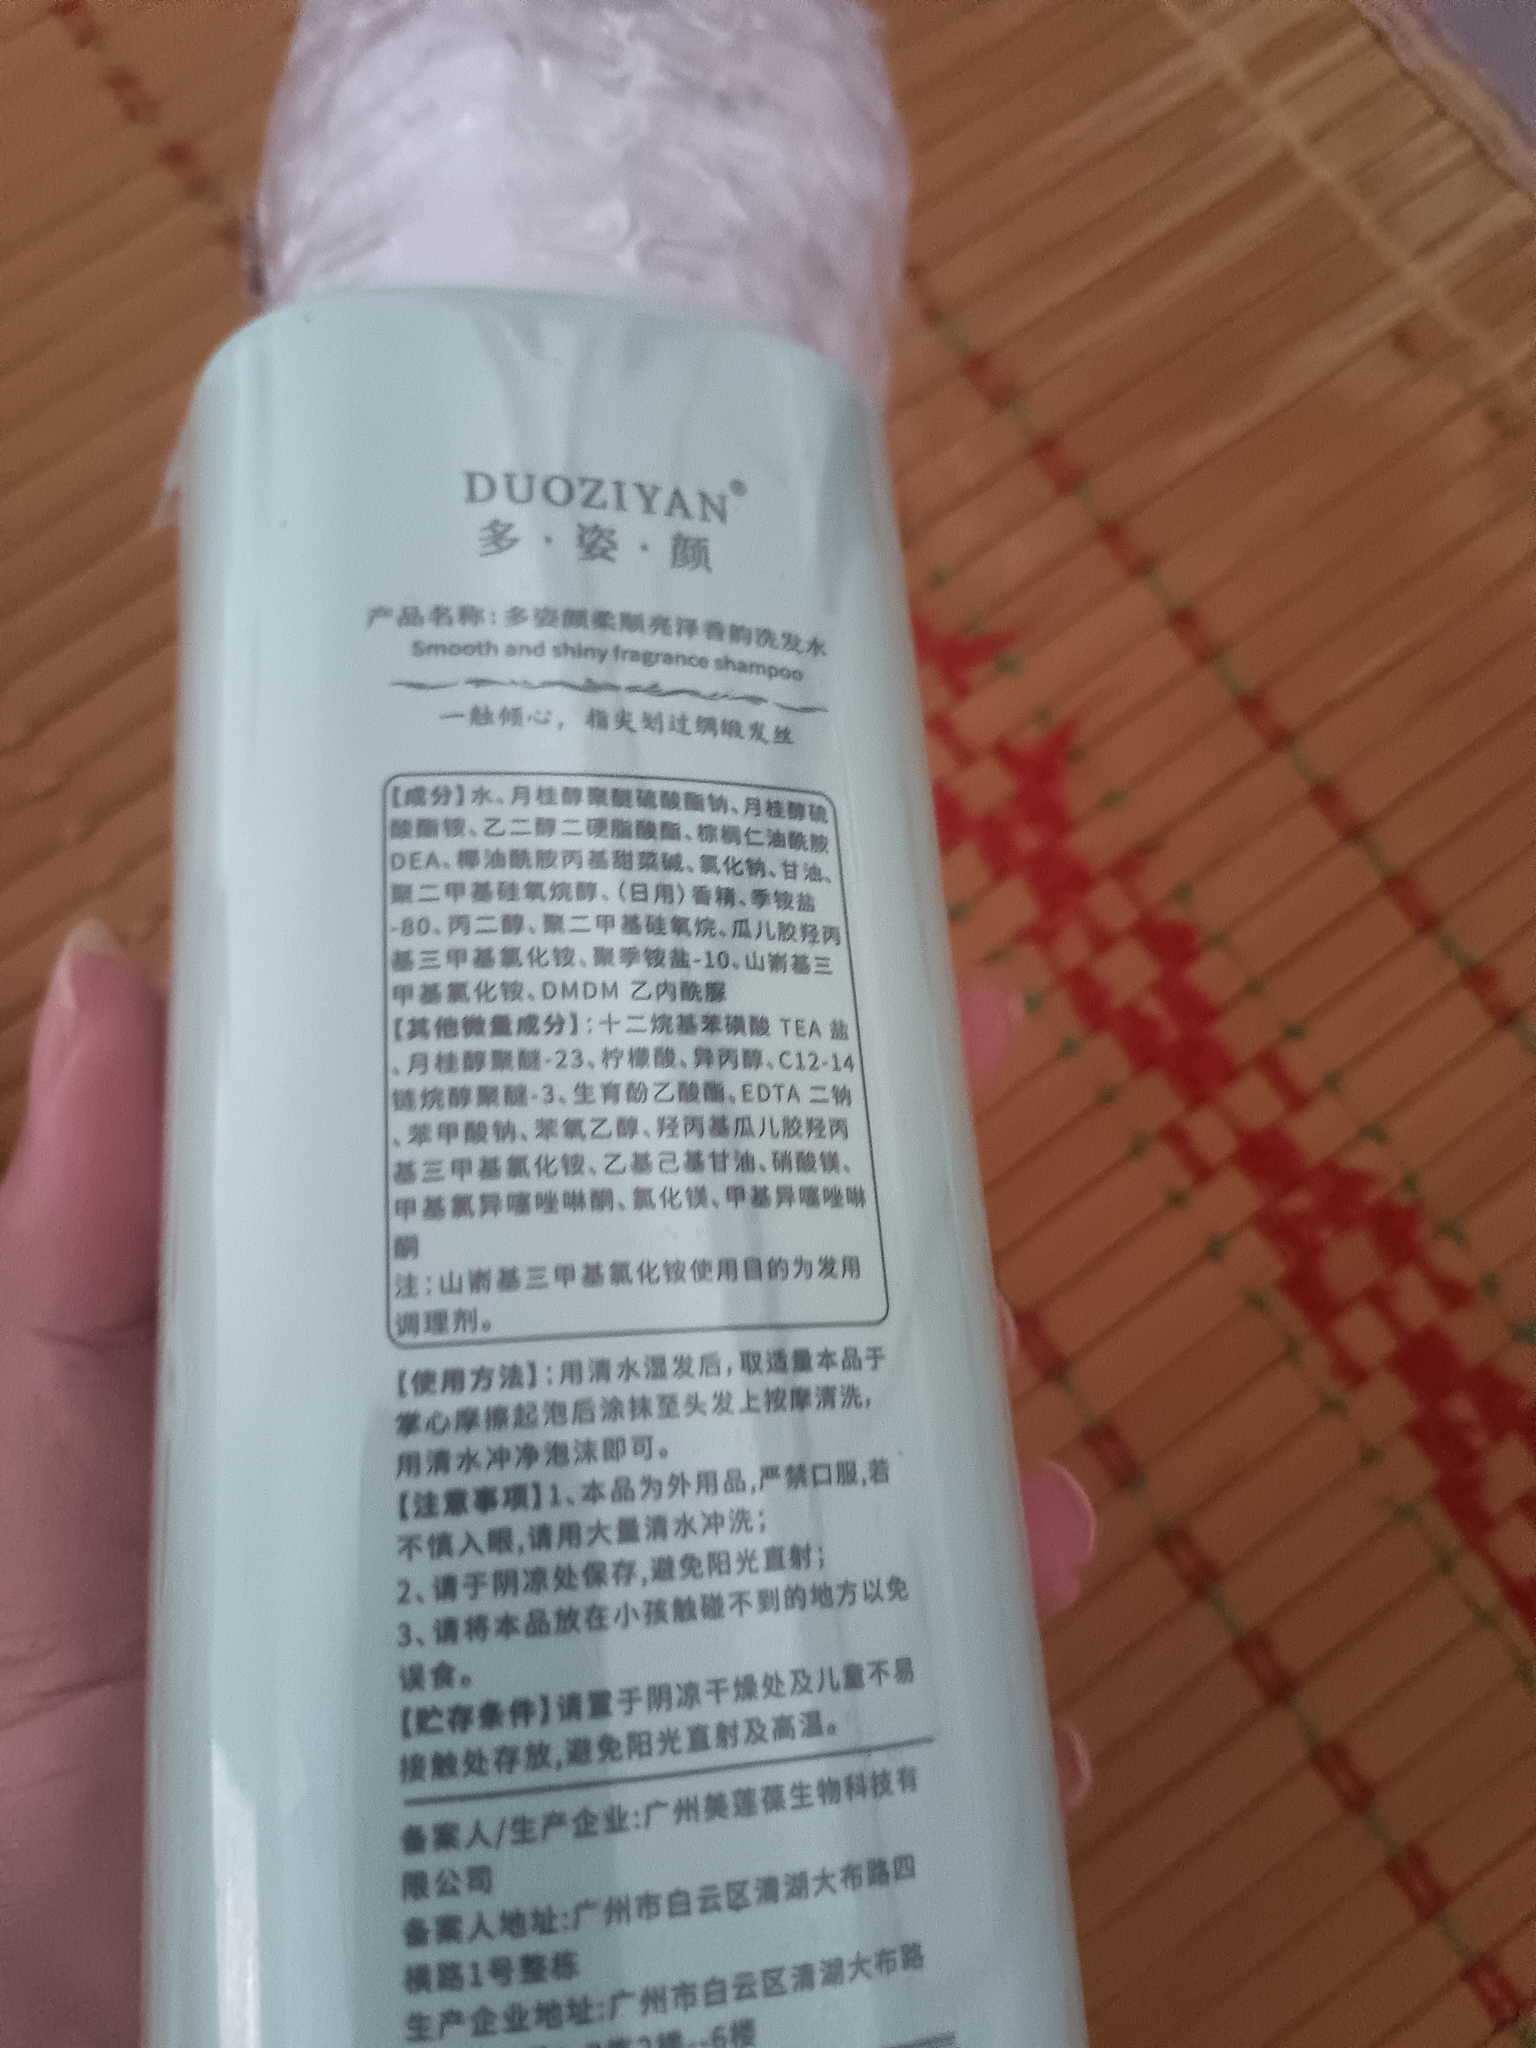 DUOZIYAN®
多·姿·颜
产品名称:多姿颜柔顺亮泽香韵洗发水
Smooth and shiny fragrance shampoo
一触倾心，指尖划过绸缎发丝
【成分】水、月桂醇聚醚硫酸酯钠、月桂醇硫
酸酯铵、乙二醇二硬脂酸酯、棕榈仁油酰胺
DEA、椰油酰胺丙基甜菜碱、氯化钠、甘油、
聚二甲基硅氧烷醇、(日用)香精、季铵盐
-80、丙二醇、聚二甲基硅氧烷、瓜儿胶羟丙
基三甲基氯化铵、聚季铵盐-10、山嵛基三
甲基氯化铵、DMDM 乙内酰脲
【其他微量成分】:十二烷基苯磺酸 TEA 盐
、月桂醇聚醚-23、柠檬酸、异丙醇、C12-14
链烷醇聚醚-3、生育酚乙酸酯、EDTA 二钠
、苯甲酸钠、苯氧乙醇、羟丙基瓜儿胶羟丙
基三甲基氯化铵、乙基己基甘油、硝酸镁、
甲基氯异噻唑啉酮、氯化镁、甲基异噻唑啉
酮
注:山嵛基三甲基氯化铵使用目的为发用
调理剂。
【使用方法】:用清水湿发后,取适量本品于
掌心摩擦起泡后涂抹至头发上按摩清洗,
用清水冲净泡沫即可。
【注意事项】1、本品为外用品,严禁口服,若
不慎入眼,请用大量清水冲洗;
2、请于阴凉处保存,避免阳光直射;
3、请将本品放在小孩触碰不到的地方以免
误食。
【贮存条件】请置于阴凉干燥处及儿童不易
接触处存放,避免阳光直射及高温。
备案人/生产企业:广州美莲葆生物科技有
限公司
备案人地址:广州市白云区清湖大布路四
横路1号整栋
生产企业地址:广州市白云区清湖大布路
2楼--6楼